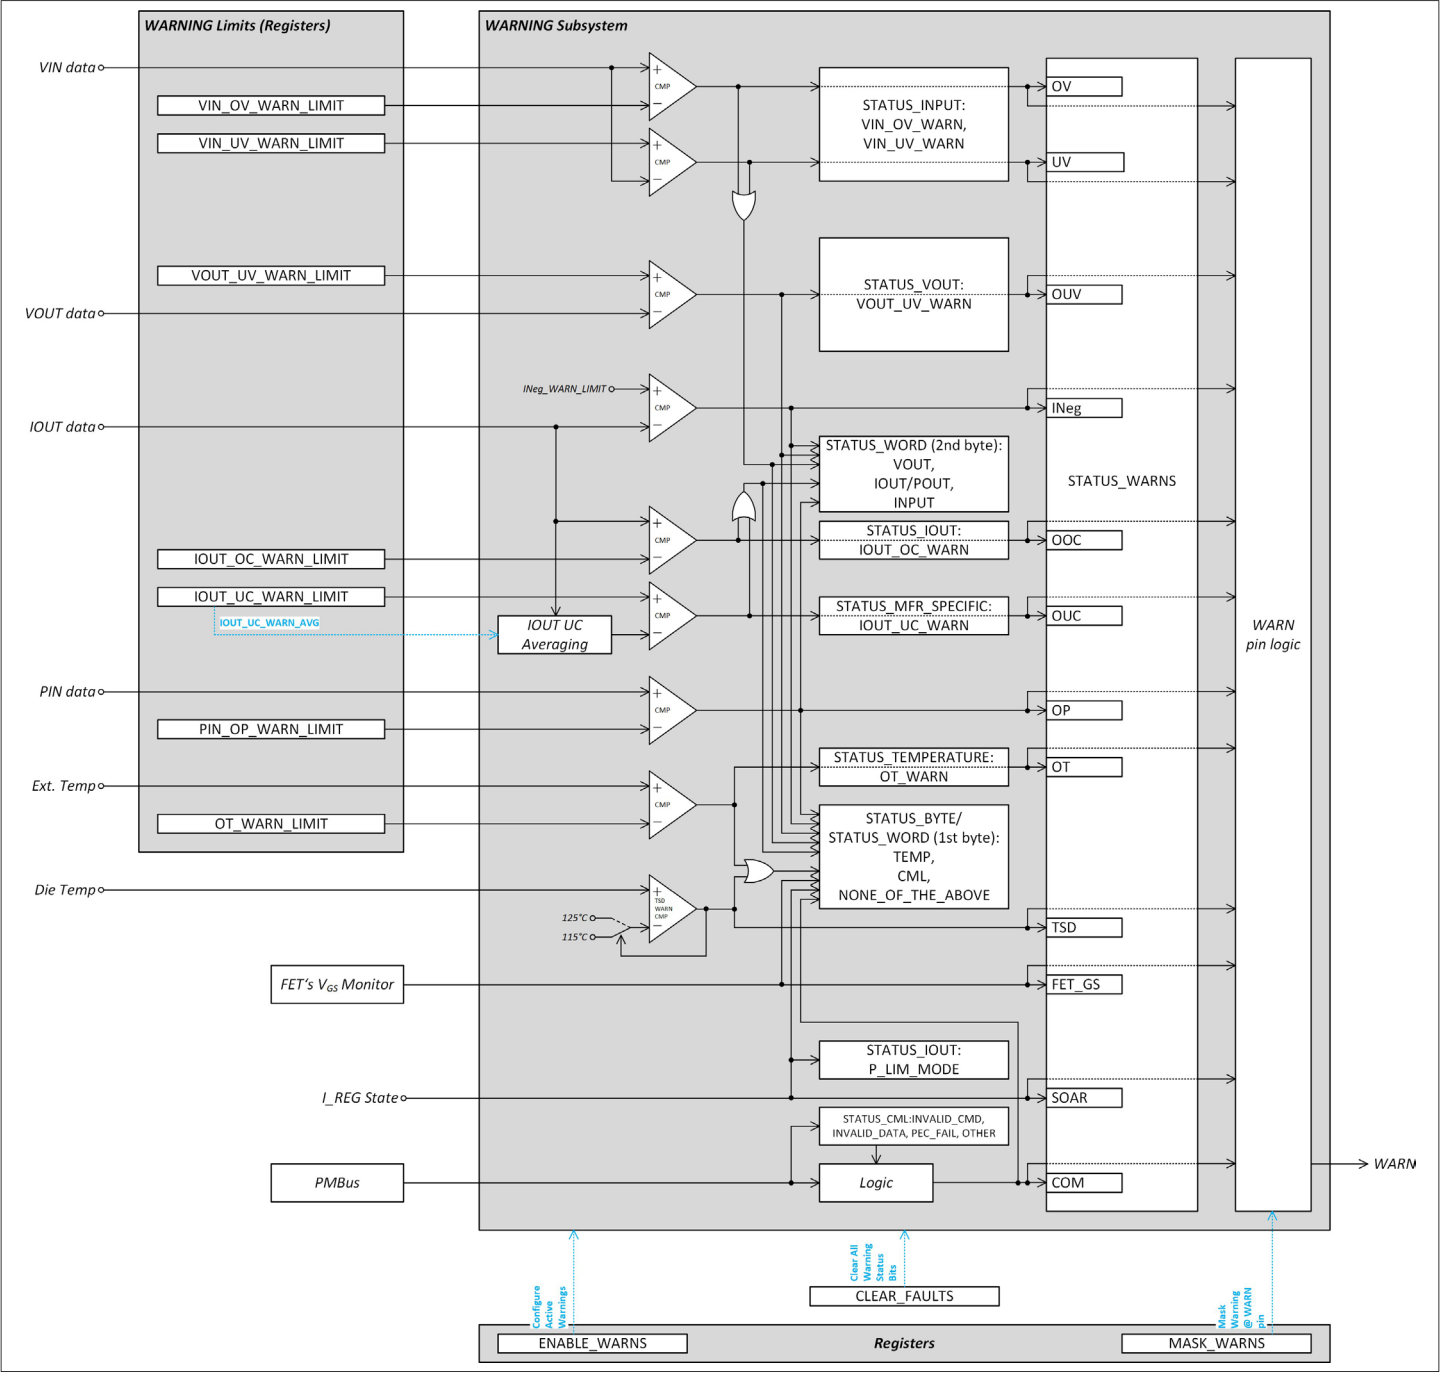 WARNING Limits (Registers)
WARNING Subsystem
VIN data
VIN_OV_WARN_LIMIT
VIN_UV_WARN_LIMIT
+
CMP
−
+
CMP
−
STATUS_INPUT:
VIN_OV_WARN,
VIN_UV_WARN
OV
UV
VOUT_UV_WARN_LIMIT
VOUT data
+
CMP
−
STATUS_VOUT:
VOUT_UV_WARN
OUV
INeg_WARN_LIMIT
IOUT data
+
CMP
−
INeg
STATUS_WORD (2nd byte):
VOUT,
IOUT/POUT,
INPUT
STATUS_WARNS
IOUT_OC_WARN_LIMIT
+
CMP
−
STATUS_IOUT:
IOUT_OC_WARN
OOC
IOUT_UC_WARN_LIMIT
IOUT_UC_WARN_AVG
IOUT UC
Averaging
+
CMP
−
STATUS_MFR_SPECIFIC:
IOUT_UC_WARN
OUC
WARN
pin logic
PIN data
PIN_OP_WARN_LIMIT
+
CMP
−
OP
Ext. Temp
OT_WARN_LIMIT
+
CMP
−
STATUS_TEMPERATURE:
OT_WARN
OT
STATUS_BYTE/
STATUS_WORD (1st byte):
TEMP,
CML,
NONE_OF_THE_ABOVE
Die Temp
125°C
115°C
+
TSD
WARN
CMP
−
TSD
FET's VGS Monitor
FET_GS
STATUS_IOUT:
P_LIM_MODE
I_REG State
SOAR
STATUS_CML:INVALID_CMD,
INVALID_DATA, PEC_FAIL, OTHER
PMBus
Logic
COM
WARN
Configure
Active
Warnings
Clear All
Warning
Status
Bits
Mask
Warning
@ WARN
pin
CLEAR_FAULTS
ENABLE_WARNS
Registers
MASK_WARNS